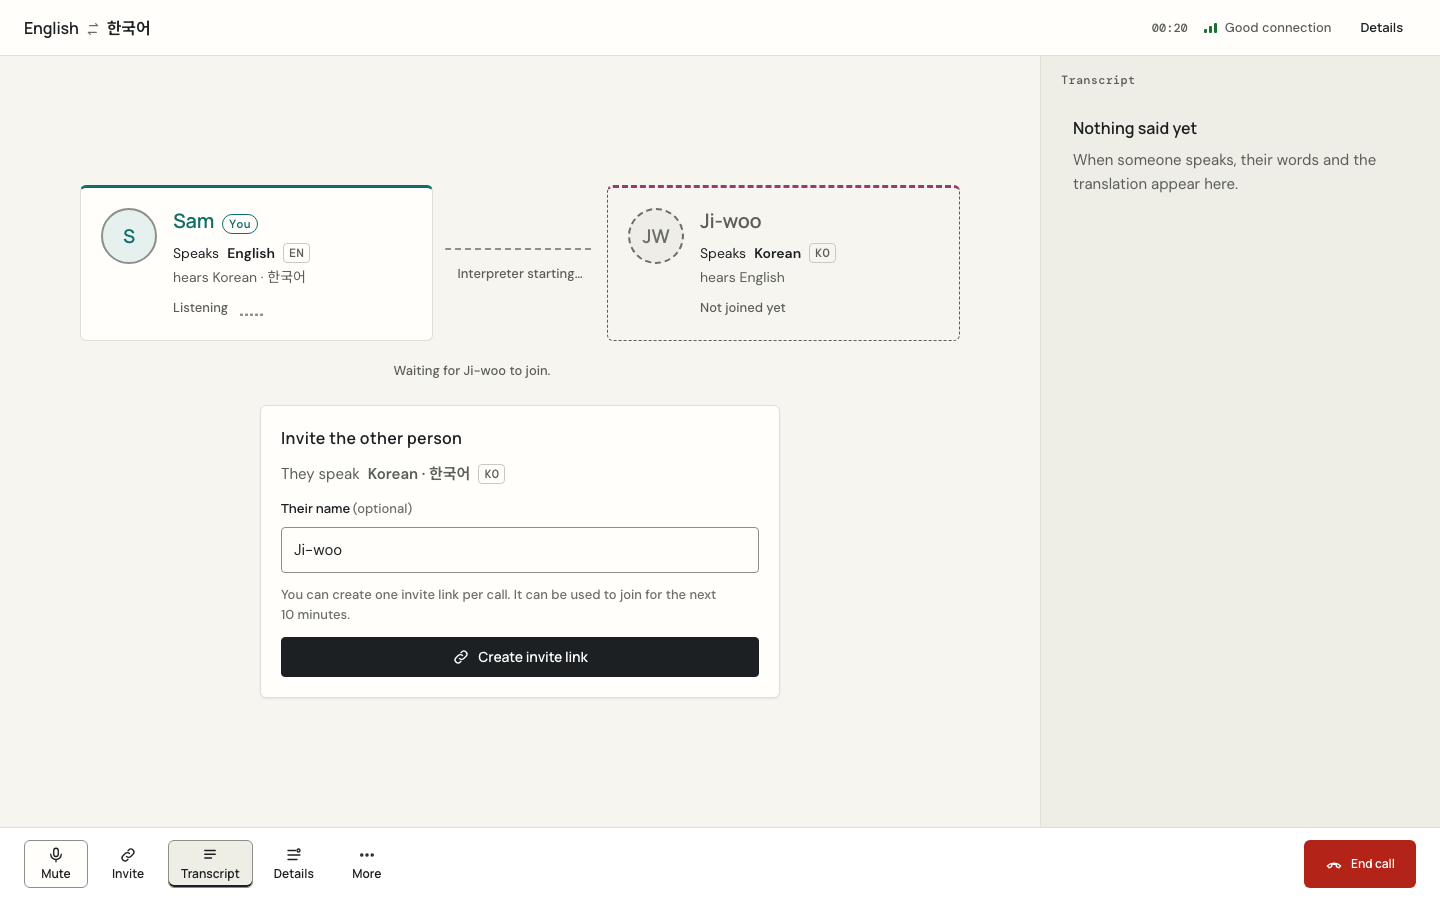 English ⇌ 한국어
00:20 Good connection Details
S
Sam You
Speaks English EN
hears Korean · 한국어
Listening
Interpreter starting…
JW
Ji-woo
Speaks Korean KO
hears English
Not joined yet
Waiting for Ji-woo to join.
Invite the other person
They speak Korean · 한국어 KO
Their name (optional)
Ji-woo
You can create one invite link per call. It can be used to join for the next
10 minutes.
Create invite link
Transcript
Nothing said yet
When someone speaks, their words and the
translation appear here.
Mute Invite Transcript Details More
End call